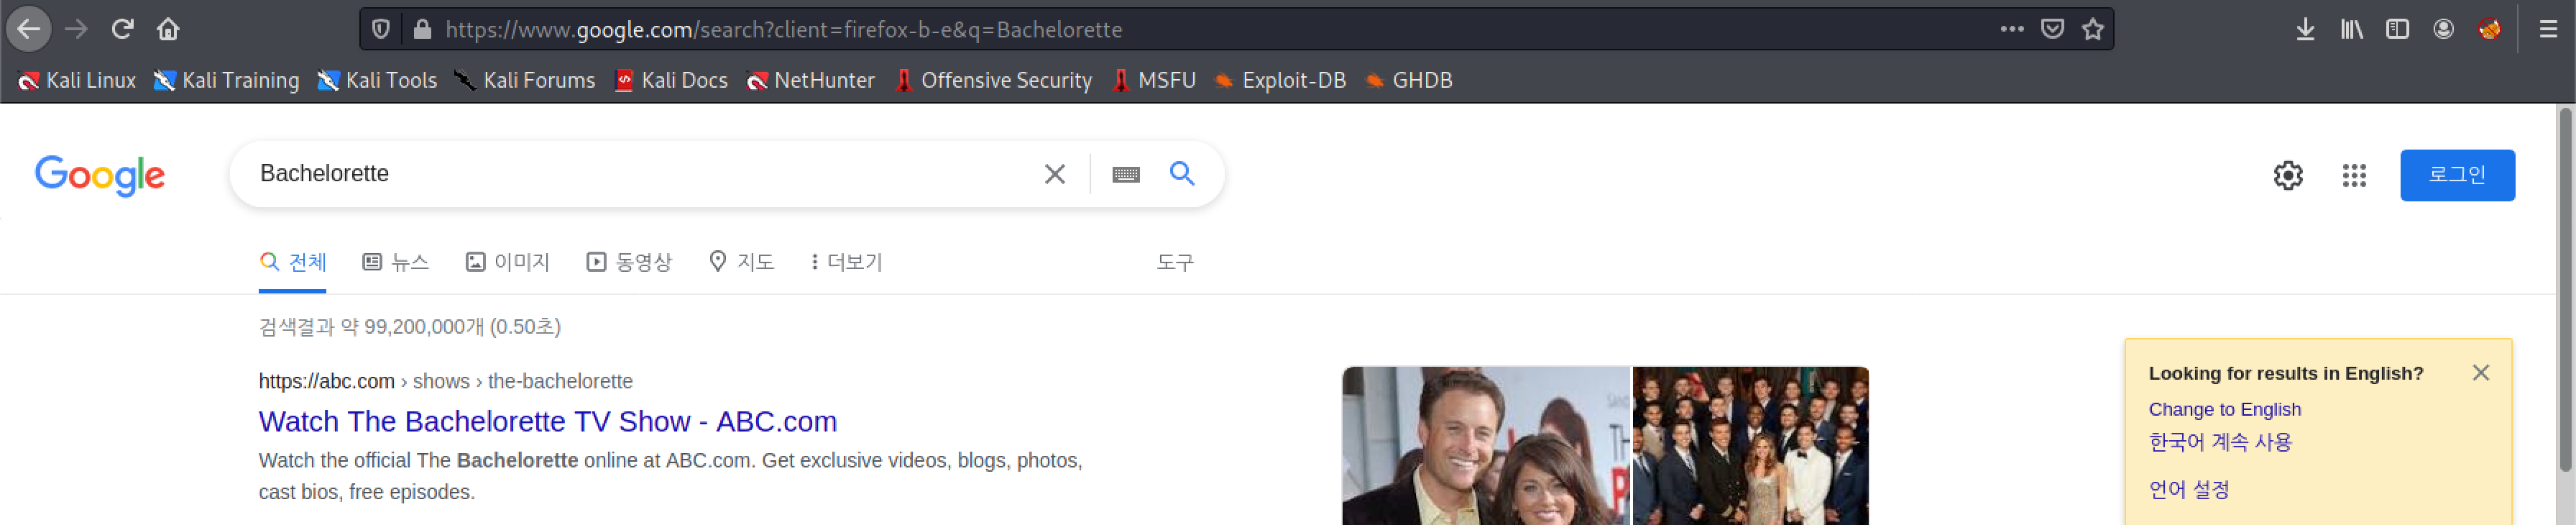 https://www.google.com/search?client=firefox-b-e&q=Bachelorette
Kali Linux Kali Training Kali Tools Kali Forums Kali Docs NetHunter Offensive Security MSFU Exploit-DB GHDB
Google Bachelorette 로그인
전체 뉴스 이미지 동영상 지도 더보기 도구
검색결과 약 99,200,000개 (0.50초)
https://abc.com › shows › the-bachelorette
Watch The Bachelorette TV Show - ABC.com
Watch the official The Bachelorette online at ABC.com. Get exclusive videos, blogs, photos,
cast bios, free episodes.
Looking for results in English?
Change to English
한국어 계속 사용
언어 설정